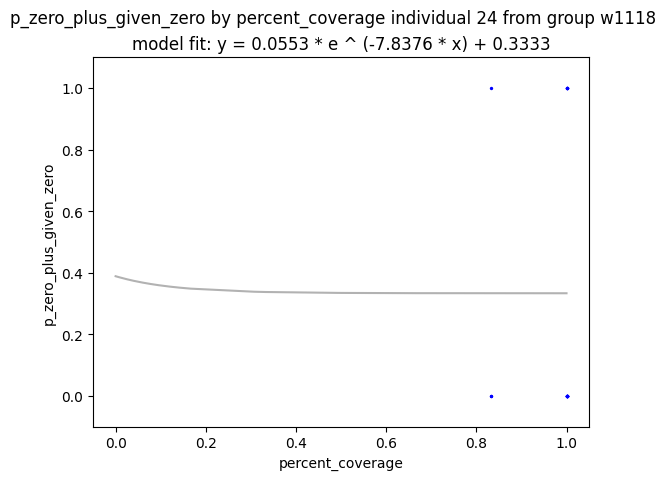 p_zero_plus_given_zero by percent_coverage individual 24 from group w1118
model fit: y = 0.0553 * e ^ (-7.8376 * x) + 0.3333
1.0
0.8
0.6
0.4
0.2
0.0
p_zero_plus_given_zero
0.0 0.2 0.4 0.6 0.8 1.0
percent_coverage